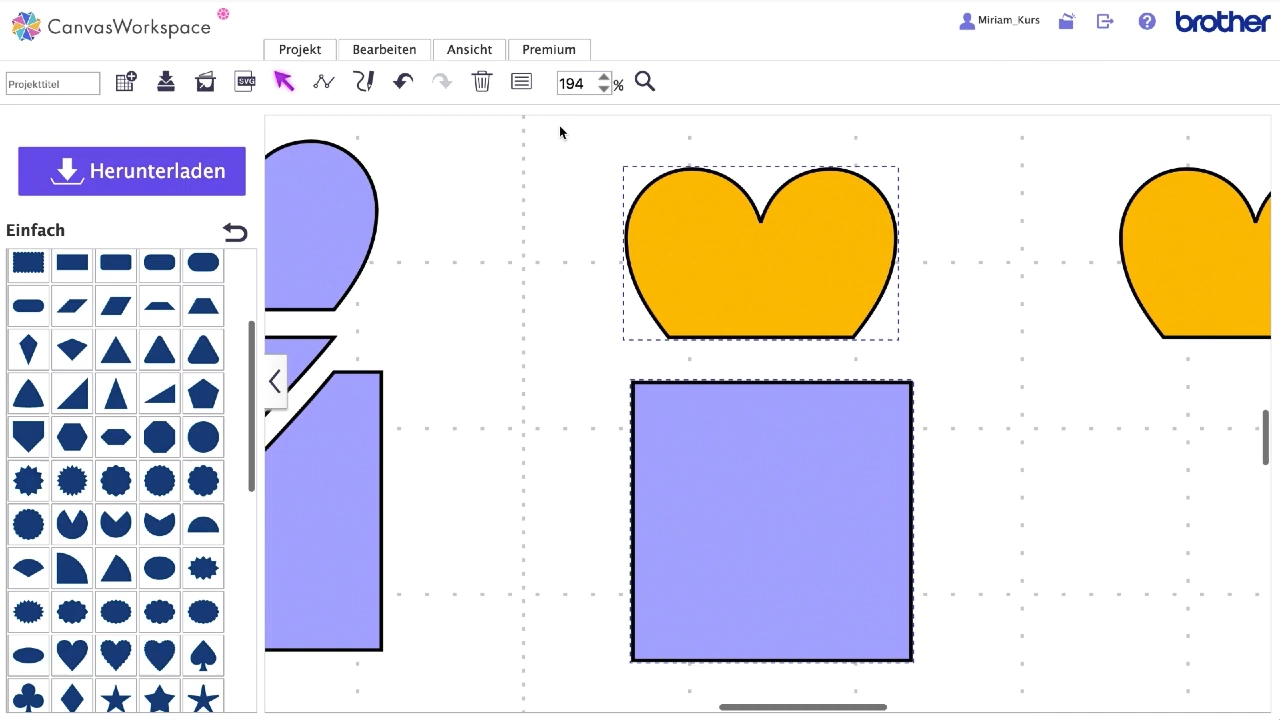 CanvasWorkspace
Miriam_Kurs
brother
Projekt
Bearbeiten
Ansicht
Premium
Projekttitel
SVG
194 %
Herunterladen
Einfach